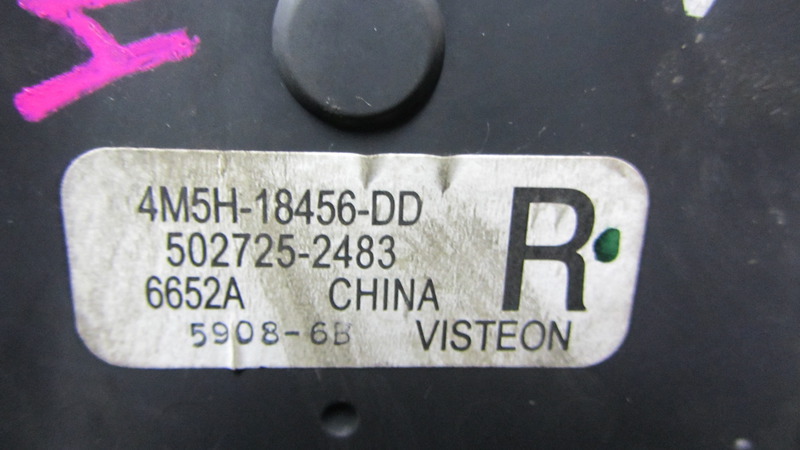 4M5H-18456-DD
502725-2483
R
6652A CHINA
5908-6B VISTEON